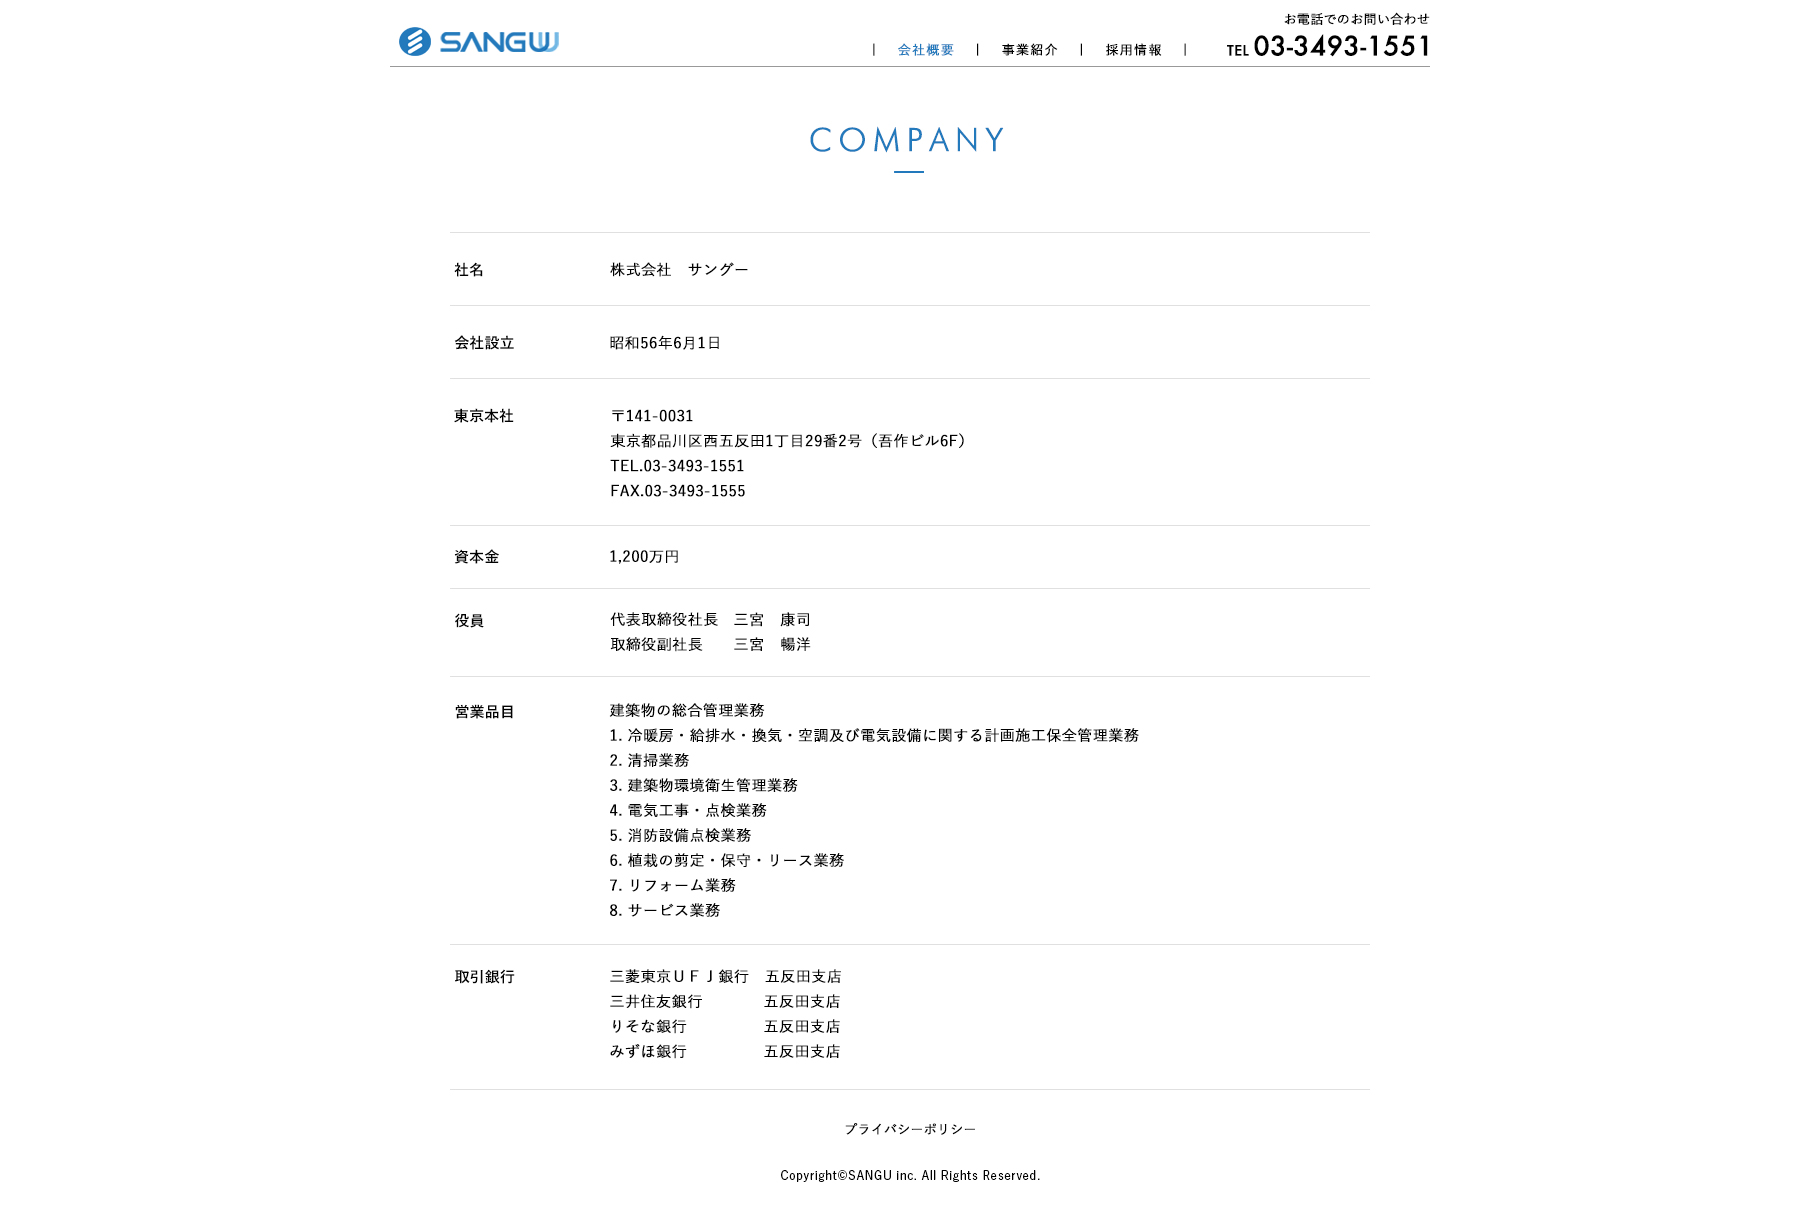 SANGU
会社概要
事業紹介
採用情報
お電話でのお問い合わせ
TEL 03-3493-1551
COMPANY
社名 株式会社　サングー
会社設立 昭和56年6月1日
東京本社 〒141-0031
東京都品川区西五反田1丁目29番2号（吾作ビル6F）
TEL.03-3493-1551
FAX.03-3493-1555
資本金 1,200万円
役員 代表取締役社長　三宮　康司
取締役副社長　　三宮　暢洋
営業品目 建築物の総合管理業務
1. 冷暖房・給排水・換気・空調及び電気設備に関する計画施工保全管理業務
2. 清掃業務
3. 建築物環境衛生管理業務
4. 電気工事・点検業務
5. 消防設備点検業務
6. 植栽の剪定・保守・リース業務
7. リフォーム業務
8. サービス業務
取引銀行 三菱東京ＵＦＪ銀行　五反田支店
三井住友銀行　　　　五反田支店
りそな銀行　　　　　五反田支店
みずほ銀行　　　　　五反田支店
プライバシーポリシー
Copyright©SANGU inc. All Rights Reserved.